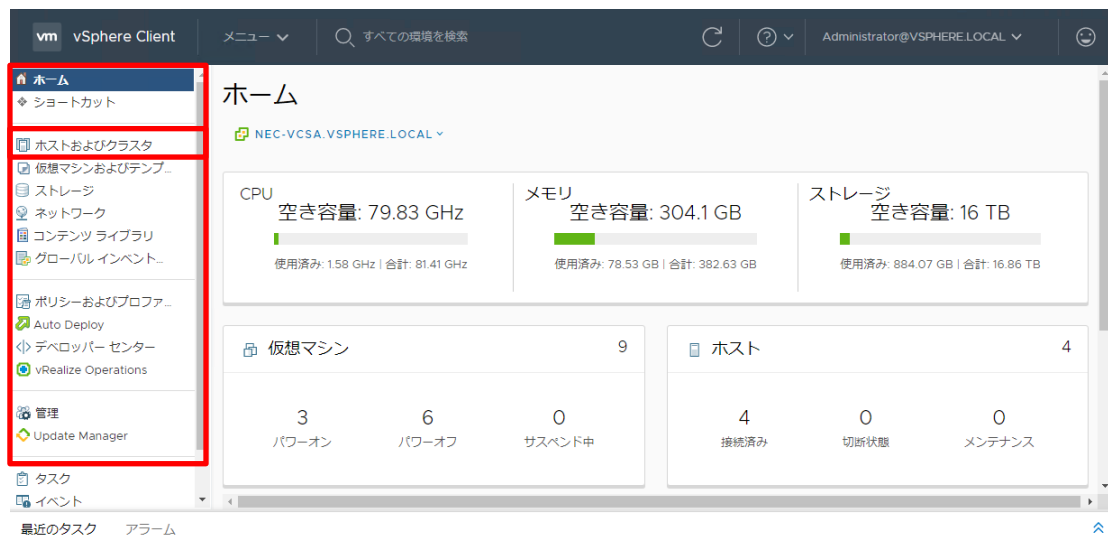 vm vSphere Client メニュー すべての環境を検索 Administrator@VSPHERE.LOCAL
ホーム
ショートカット
ホストおよびクラスタ
仮想マシンおよびテンプ...
ストレージ
ネットワーク
コンテンツ ライブラリ
グローバル インベント...
ポリシーおよびプロファ...
Auto Deploy
デベロッパー センター
vRealize Operations
管理
Update Manager
タスク
イベント
ホーム
NEC-VCSA.VSPHERE.LOCAL
CPU
空き容量: 79.83 GHz
使用済み: 1.58 GHz | 合計: 81.41 GHz
メモリ
空き容量: 304.1 GB
使用済み: 78.53 GB | 合計: 382.63 GB
ストレージ
空き容量: 16 TB
使用済み: 884.07 GB | 合計: 16.86 TB
仮想マシン 9
3 6 0
パワーオン パワーオフ サスペンド中
ホスト 4
4 0 0
接続済み 切断状態 メンテナンス
最近のタスク アラーム